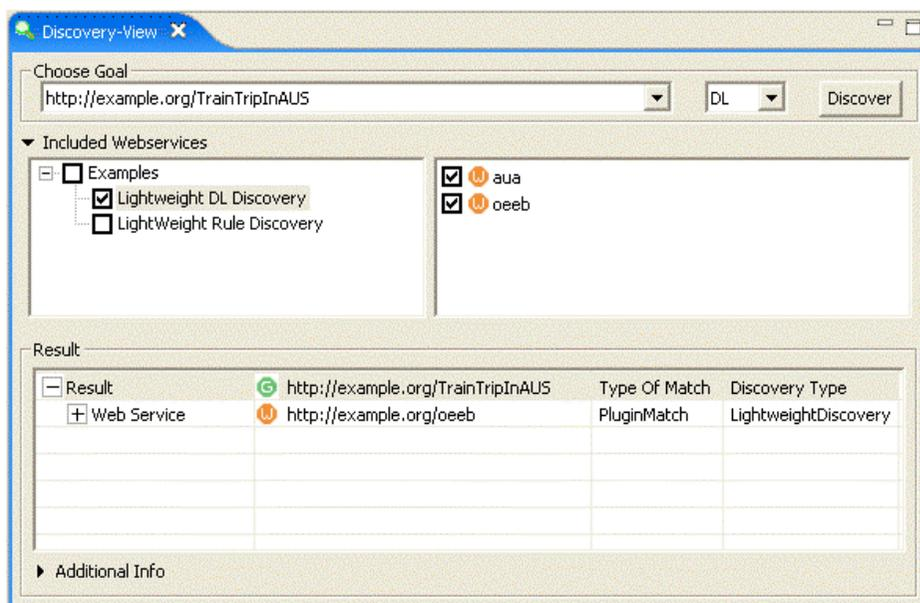 Discovery-View
Choose Goal
http://example.org/TrainTripInAUS DL Discover
Included Webservices
Examples
Lightweight DL Discovery
LightWeight Rule Discovery
W aua
W oeeb
Result
Result G http://example.org/TrainTripInAUS Type Of Match Discovery Type
Web Service W http://example.org/oeeb PluginMatch LightweightDiscovery
Additional Info